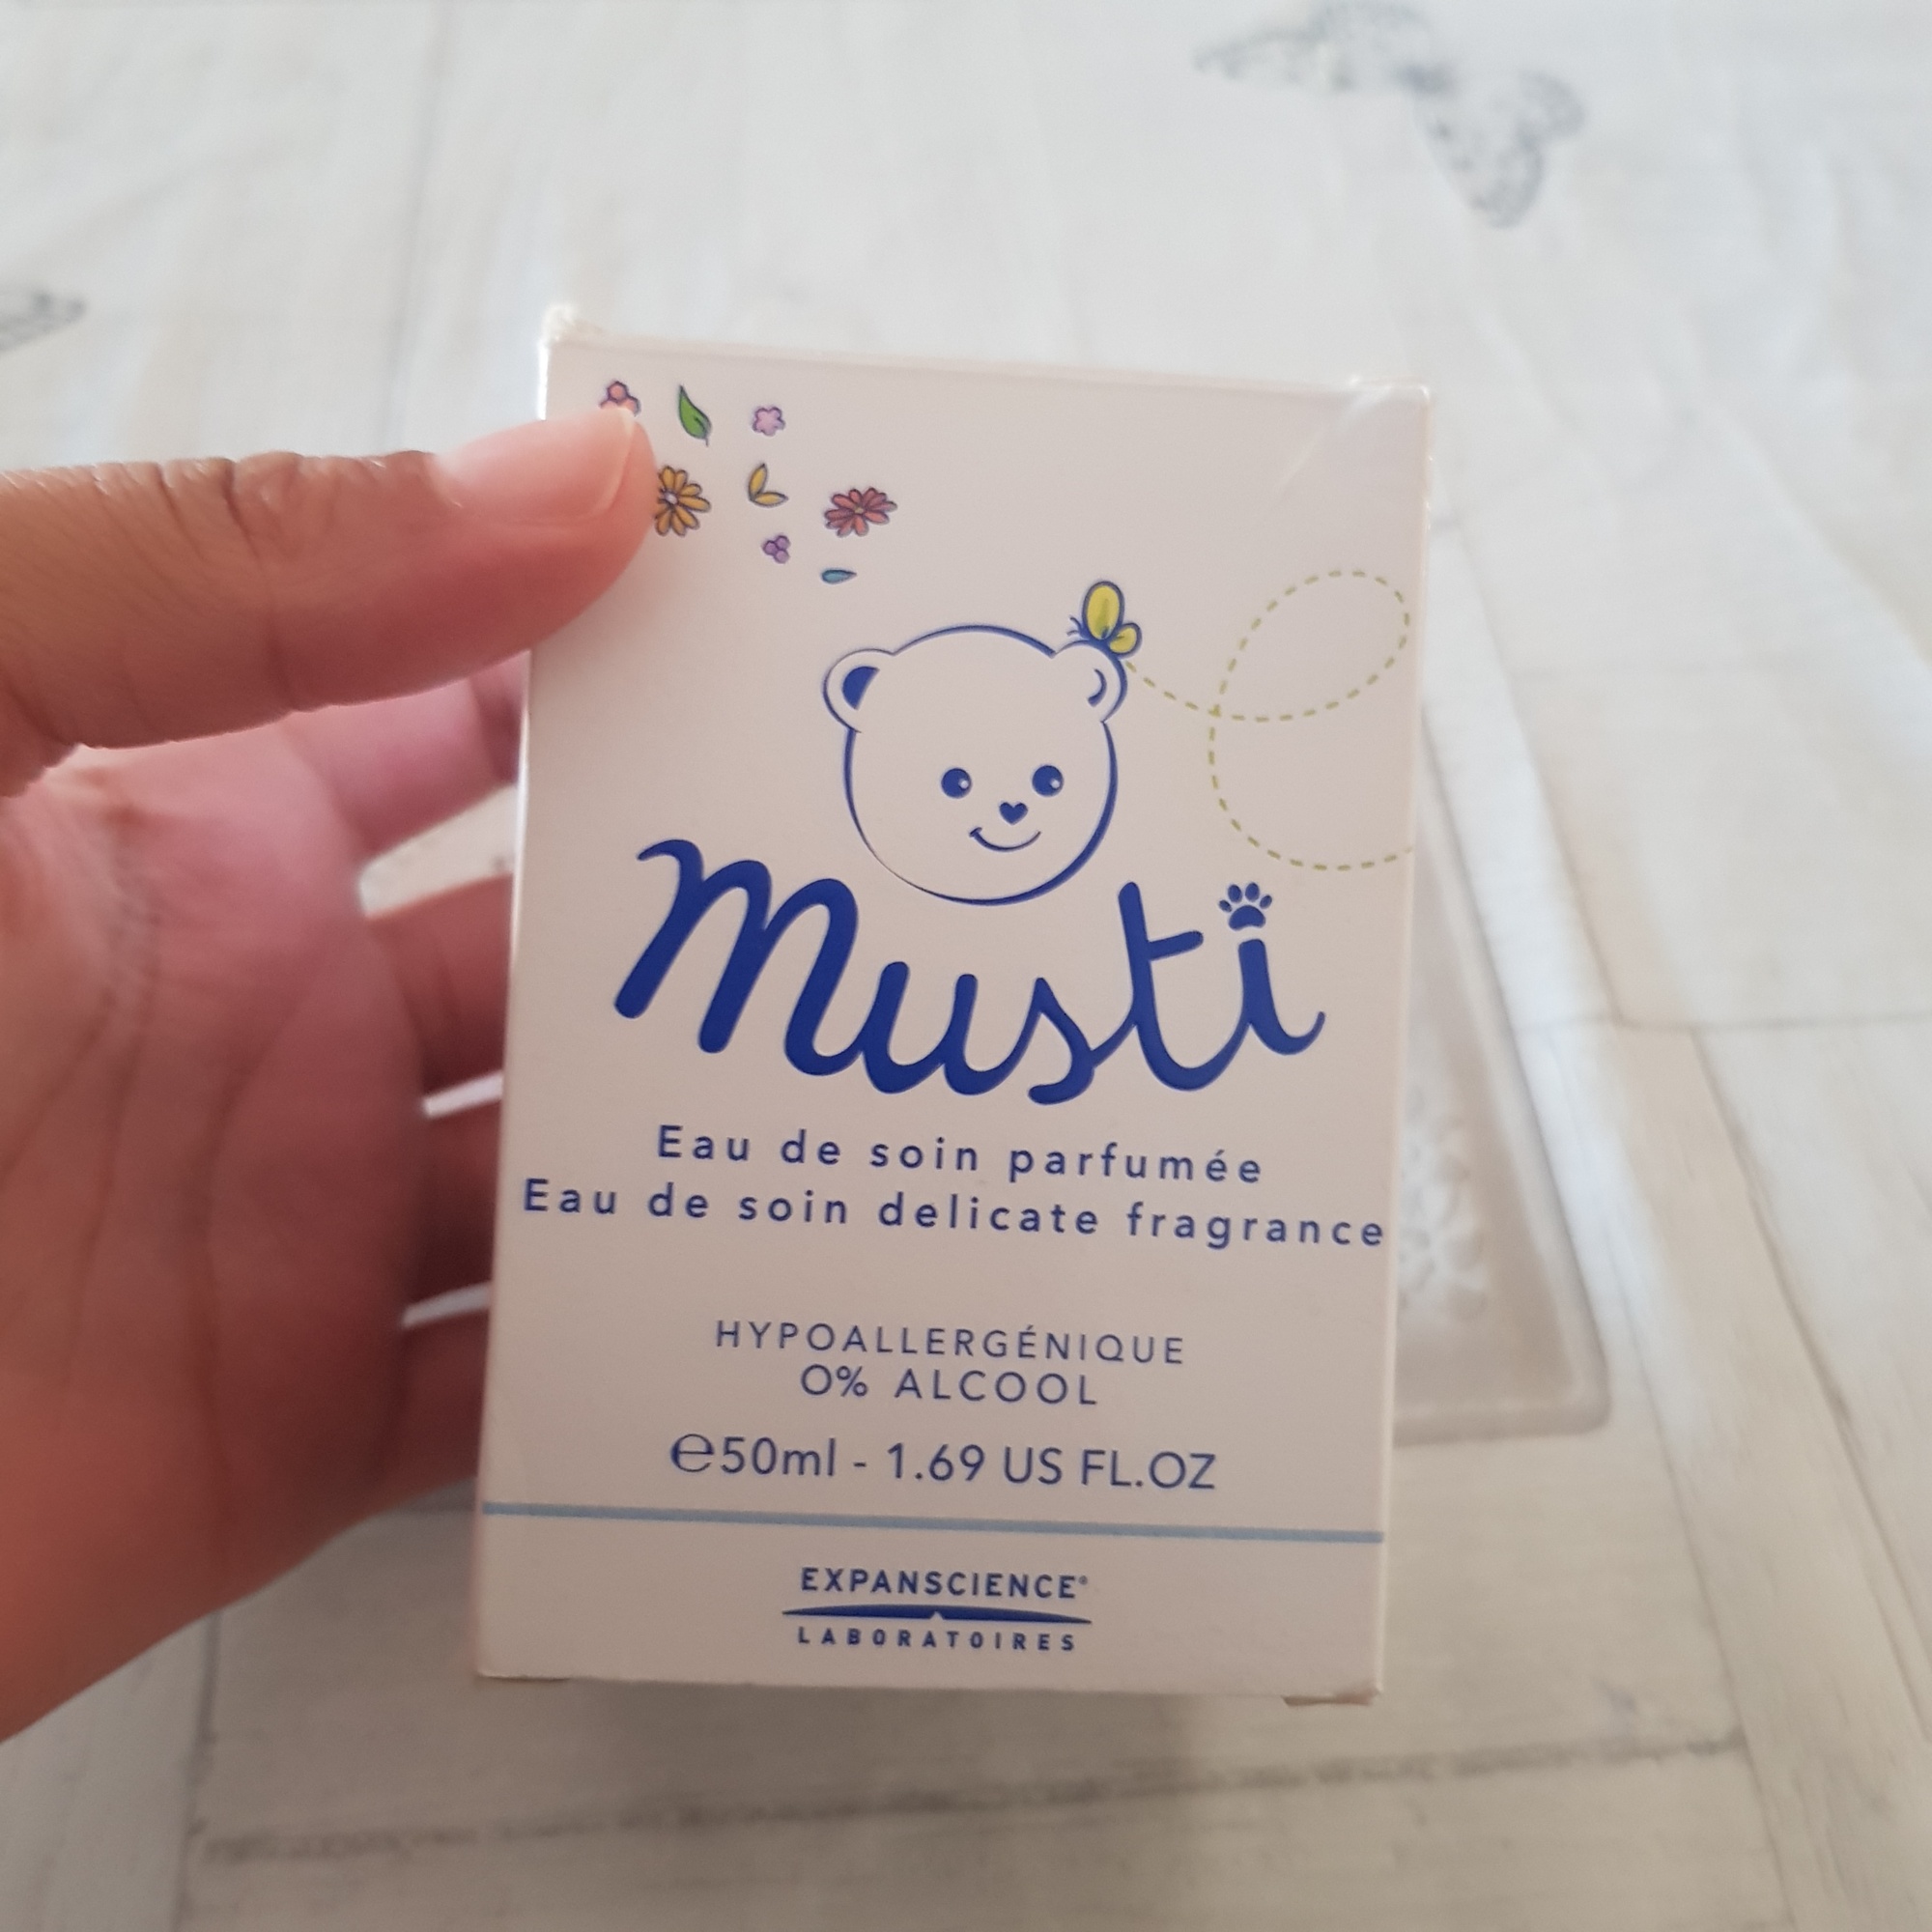 Musti
Eau de soin parfumée
Eau de soin delicate fragrance
HYPOALLERGÉNIQUE
0% ALCOOL
℮50ml - 1.69 US FL.OZ
EXPANSCIENCE®
LABORATOIRES